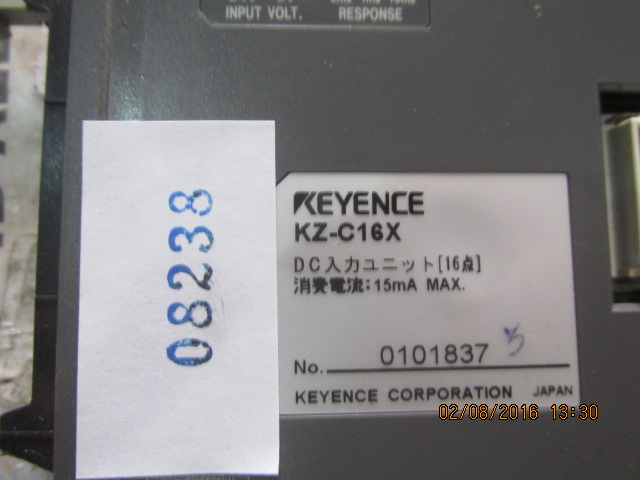 INPUT VOLT.
RESPONSE
08238
KEYENCE
KZ-C16X
DC入力ユニット[16点]
消費電流:15mA MAX.
No. 0101837 3
KEYENCE CORPORATION JAPAN
02/08/2016 13:30